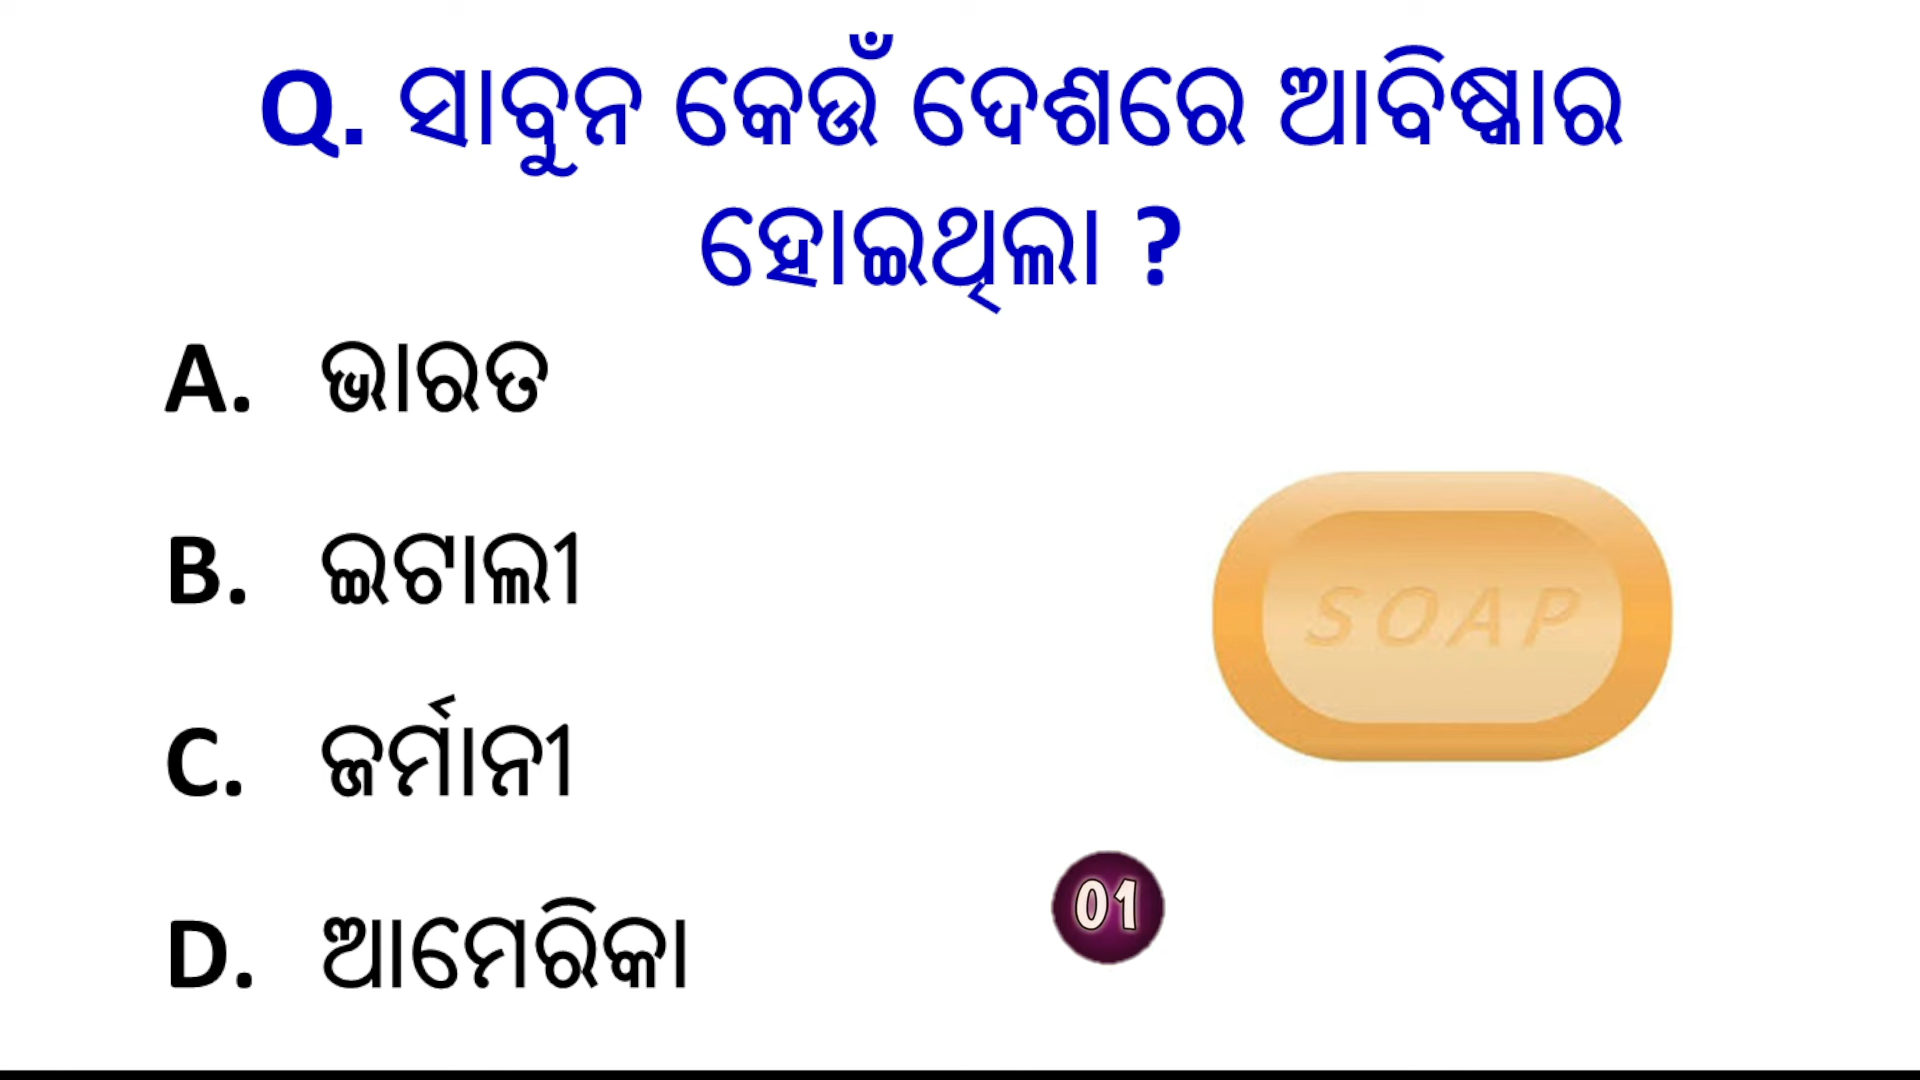 Q. ସାବୁନ କେଉଁ ଦେଶରେ ଆବିଷ୍କାର
ହୋଇଥିଲା ?
A. ଭାରତ
B. ଇଟାଲୀ
SOAP
C. ଜର୍ମାନୀ
01
D. ଆମେରିକା